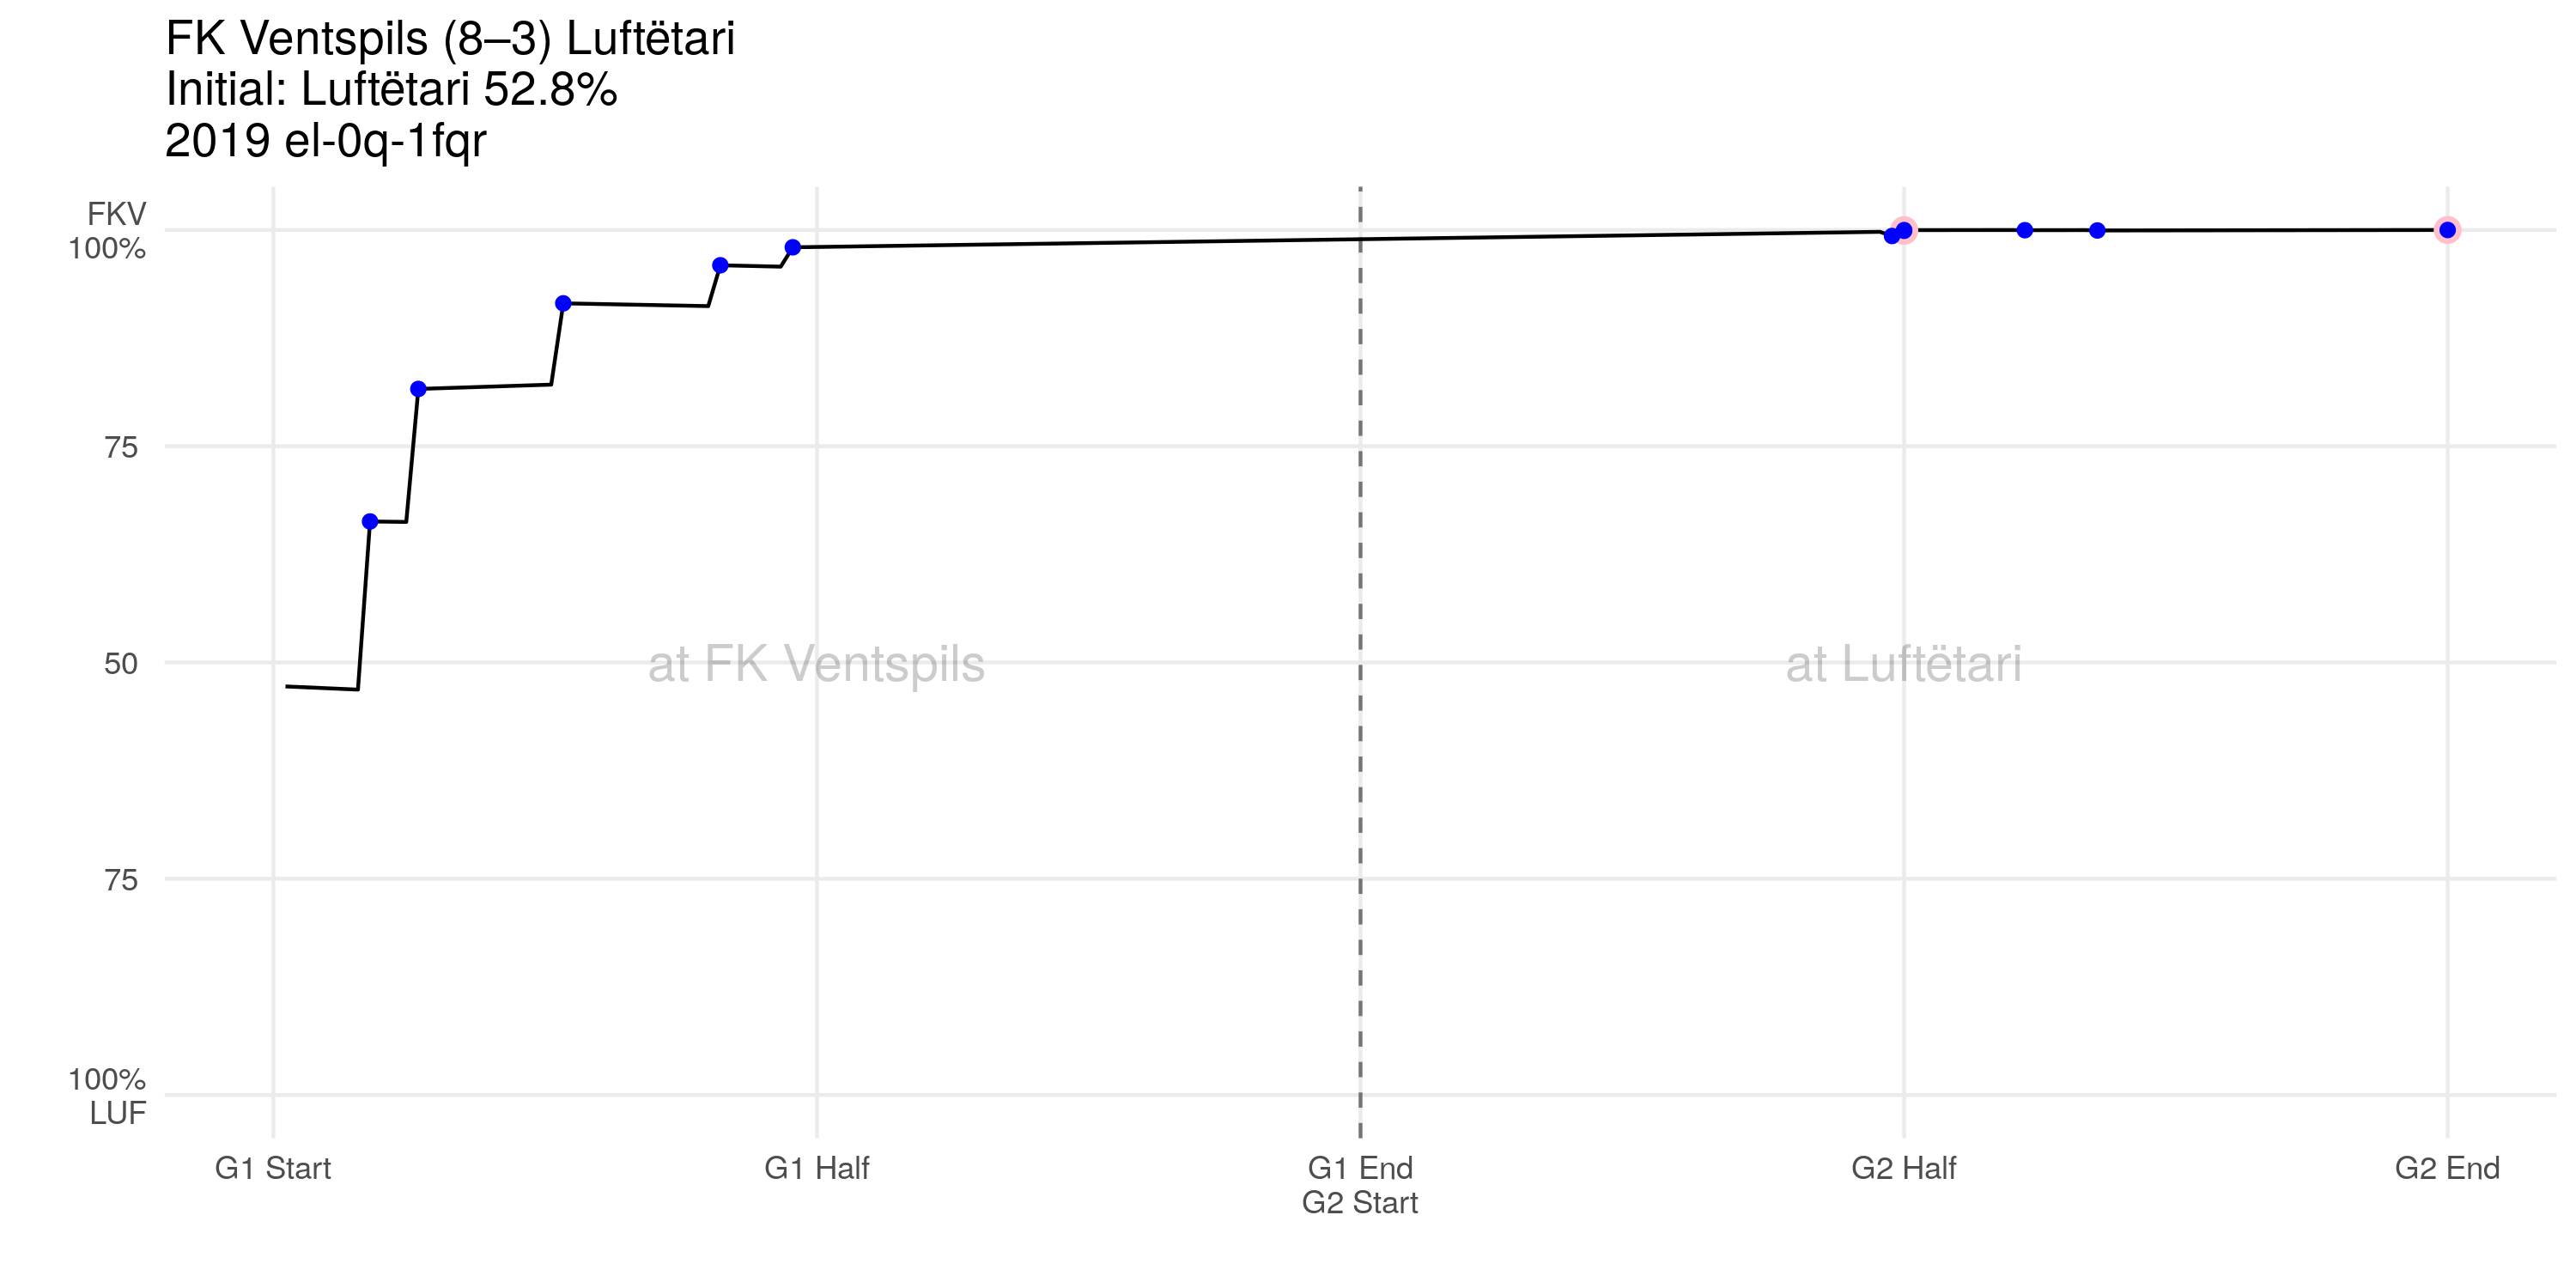 FK Ventspils (8–3) Luftëtari
Initial: Luftëtari 52.8%
2019 el-0q-1fqr
FKV
100%
75
50
75
100%
LUF
at FK Ventspils
at Luftëtari
G1 Start
G1 Half
G1 End
G2 Start
G2 Half
G2 End